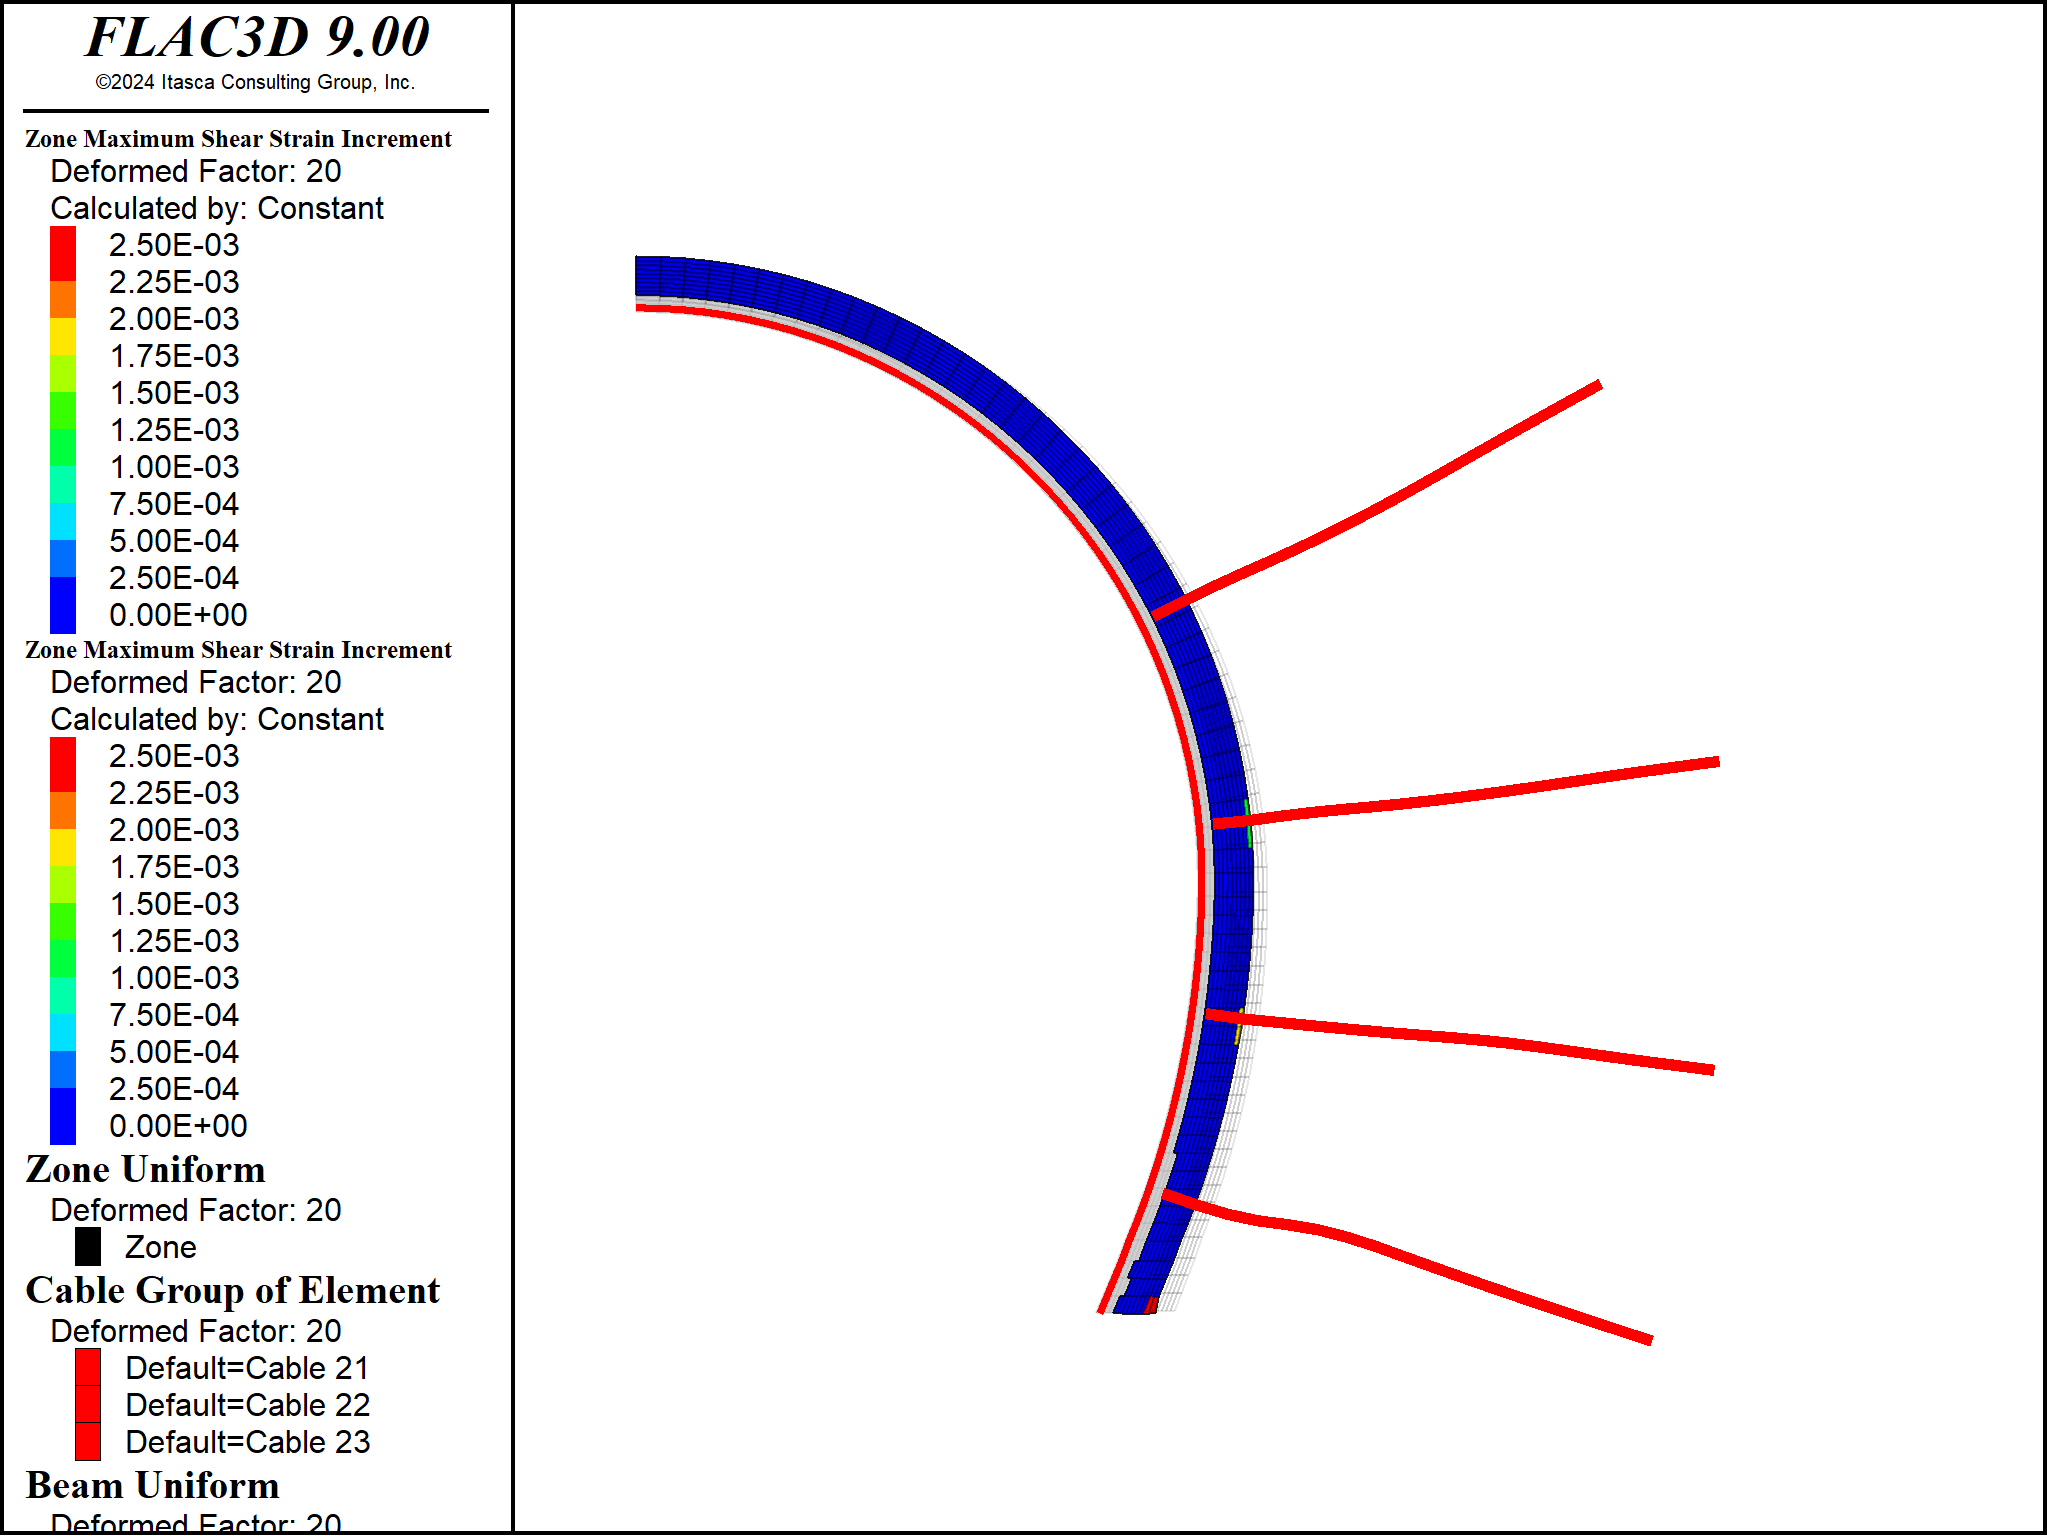 FLAC3D 9.00
©2024 Itasca Consulting Group, Inc.
Zone Maximum Shear Strain Increment
Deformed Factor: 20
Calculated by: Constant
2.50E-03
2.25E-03
2.00E-03
1.75E-03
1.50E-03
1.25E-03
1.00E-03
7.50E-04
5.00E-04
2.50E-04
0.00E+00
Zone Maximum Shear Strain Increment
Deformed Factor: 20
Calculated by: Constant
2.50E-03
2.25E-03
2.00E-03
1.75E-03
1.50E-03
1.25E-03
1.00E-03
7.50E-04
5.00E-04
2.50E-04
0.00E+00
Zone Uniform
Deformed Factor: 20
Zone
Cable Group of Element
Deformed Factor: 20
Default=Cable 21
Default=Cable 22
Default=Cable 23
Beam Uniform
Deformed Factor: 20